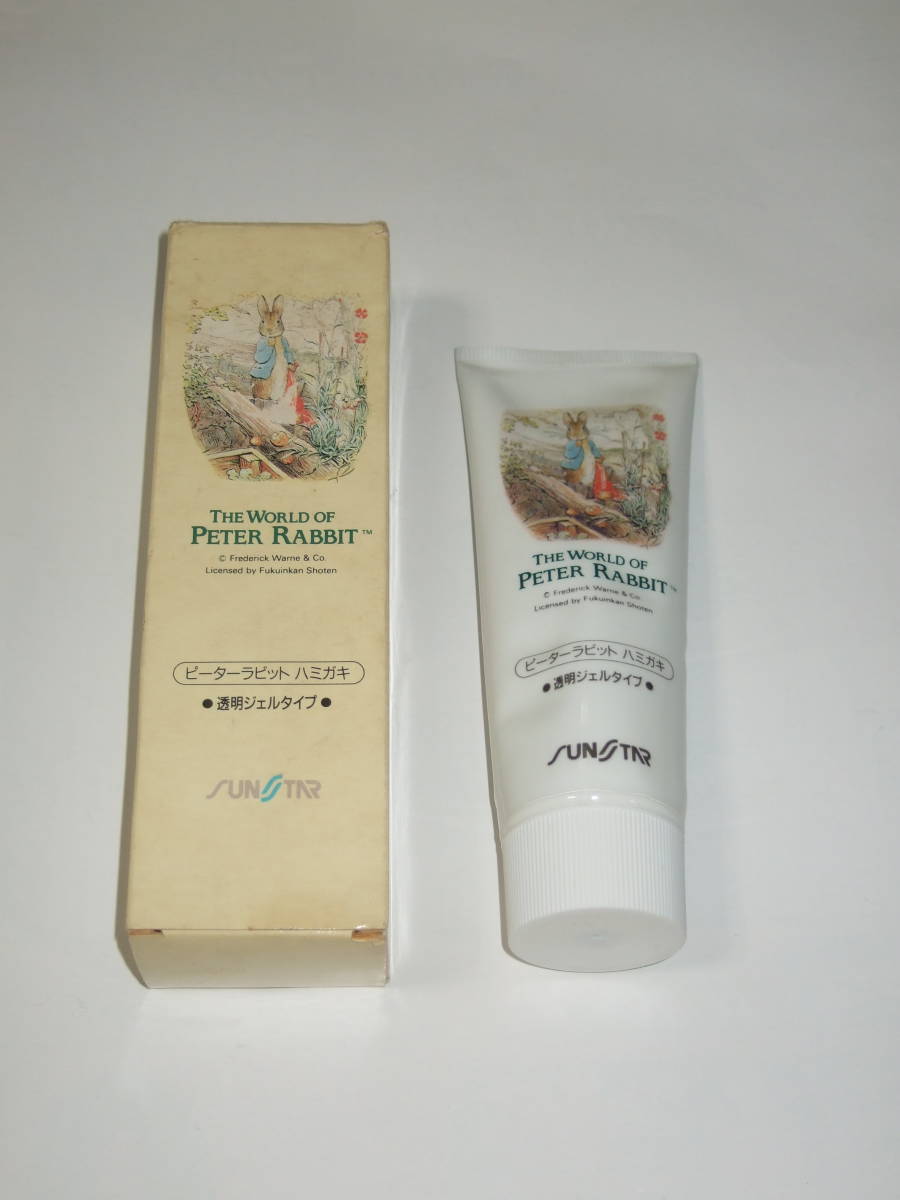 THE WORLD OF
PETER RABBIT™
© Frederick Warne & Co.
Licensed by Fukuinkan Shoten
ピーターラビット ハミガキ
●透明ジェルタイプ●
SUNSTAR
THE WORLD OF
PETER RABBIT™
© Frederick Warne & Co.
Licensed by Fukuinkan Shoten
ピーターラビット ハミガキ
●透明ジェルタイプ●
SUNSTAR